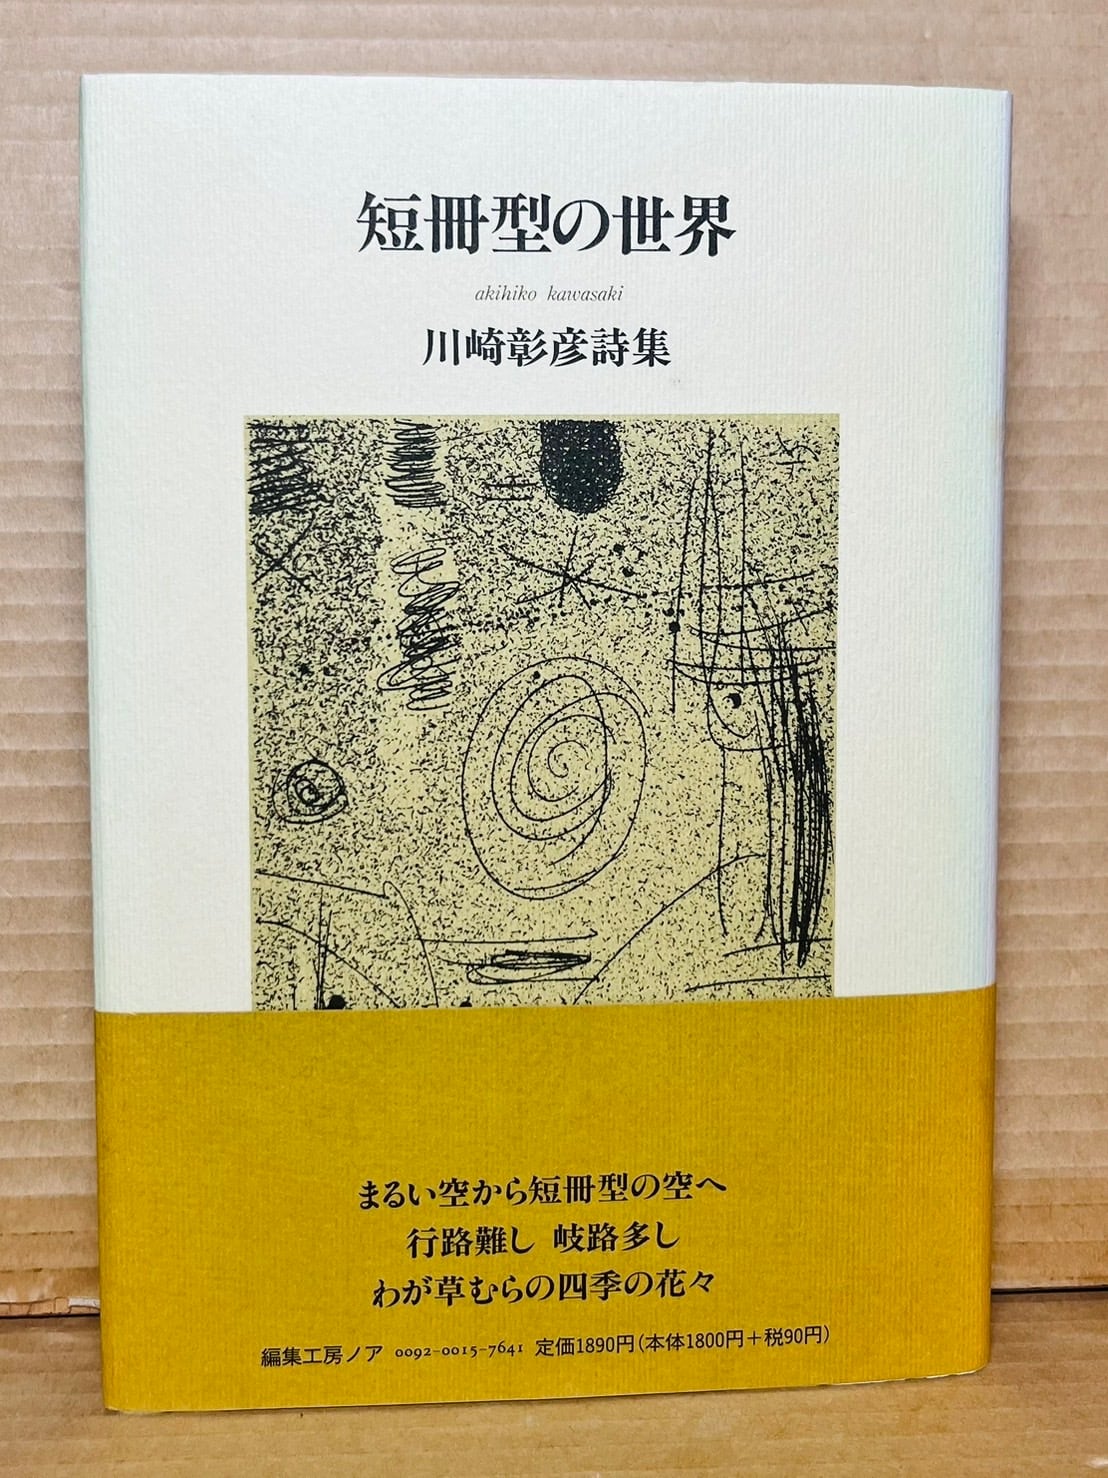 短冊型の世界
akihiko kawasaki
川崎彰彦詩集
まるい空から短冊型の空へ
行路難し 岐路多し
わが草むらの四季の花々
編集工房ノア 0092-0015-7641 定価1890円(本体1800円+税90円)